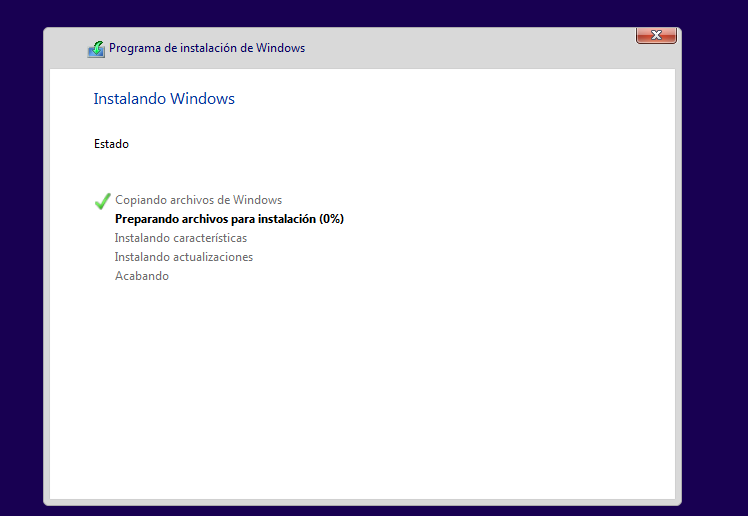 Programa de instalación de Windows
Instalando Windows
Estado
Copiando archivos de Windows
Preparando archivos para instalación (0%)
Instalando características
Instalando actualizaciones
Acabando